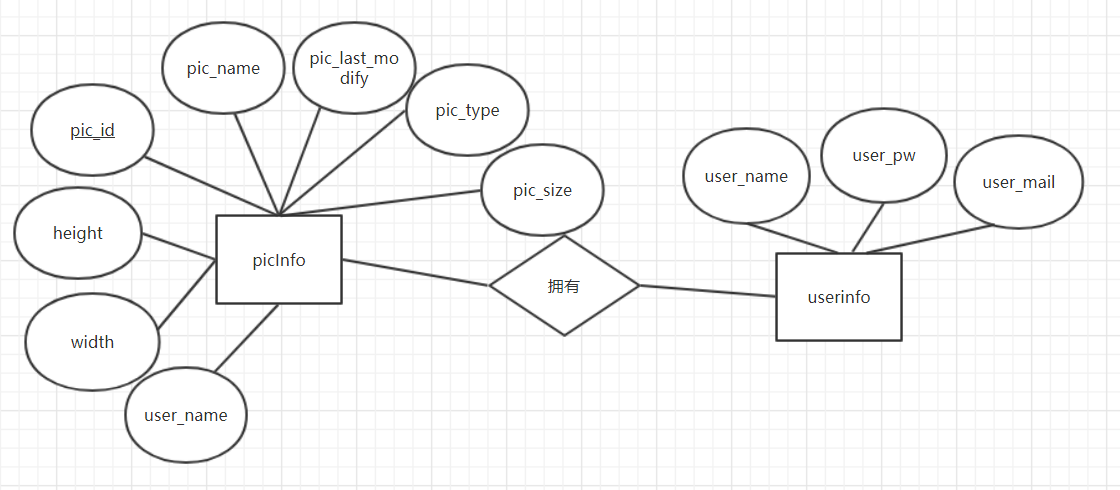 pic_name
pic_last_mo
dify
pic_type
pic_id
pic_size
height
picInfo
width
user_name
拥有
user_name
user_pw
user_mail
userinfo